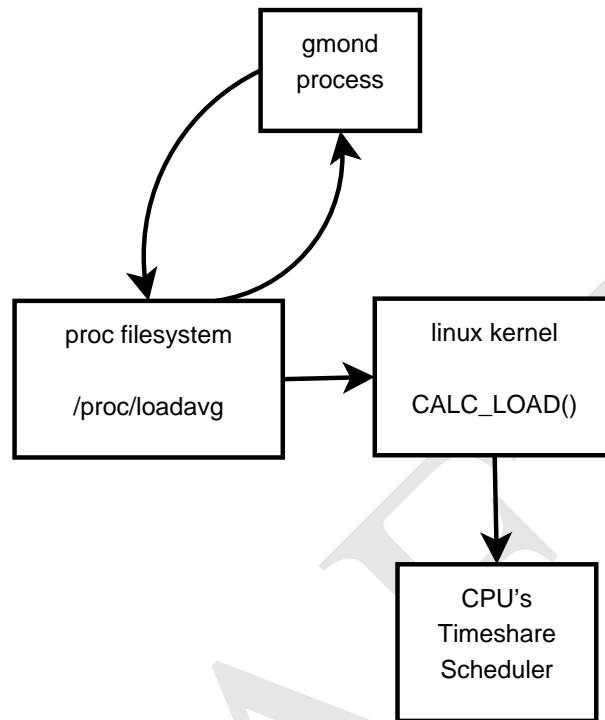 gmond
process
proc filesystem
/proc/loadavg
linux kernel
CALC_LOAD()
CPU's
Timeshare
Scheduler